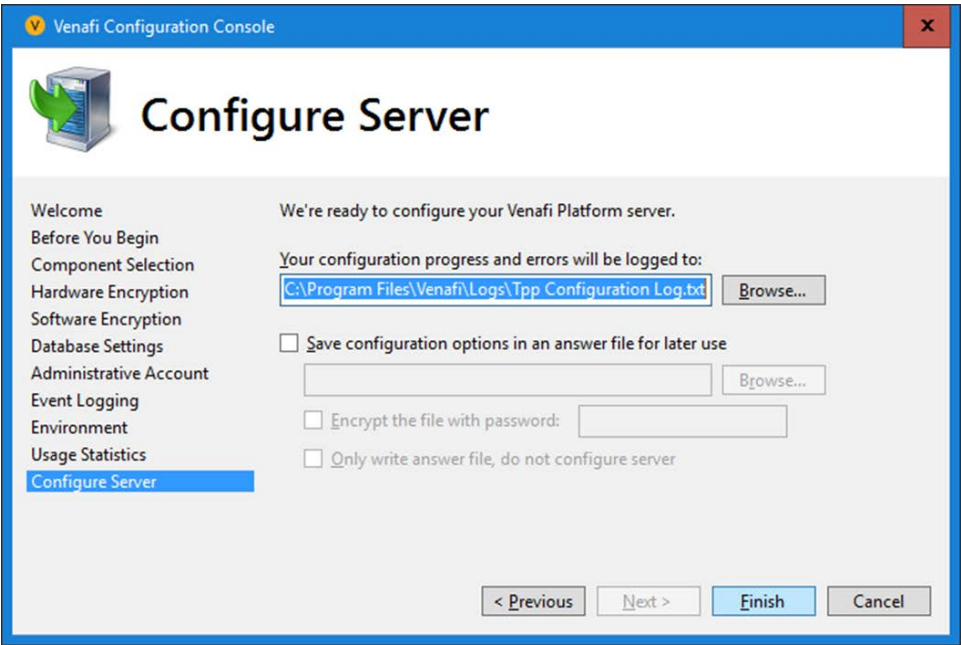 V Venafi Configuration Console x
Configure Server
Welcome
Before You Begin
Component Selection
Hardware Encryption
Software Encryption
Database Settings
Administrative Account
Event Logging
Environment
Usage Statistics
Configure Server
We're ready to configure your Venafi Platform server.
Your configuration progress and errors will be logged to:
C:\Program Files\Venafi\Logs\Tpp Configuration Log.txt Browse...
Save configuration options in an answer file for later use
Browse...
Encrypt the file with password:
Only write answer file, do not configure server
< Previous Next > Finish Cancel